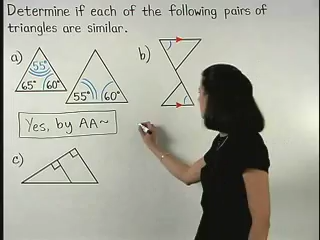 Determine if each of the following pairs of
triangles are similar.
a)
55°
65° 60°
55° 60°
Yes, by AA~
b)
c)